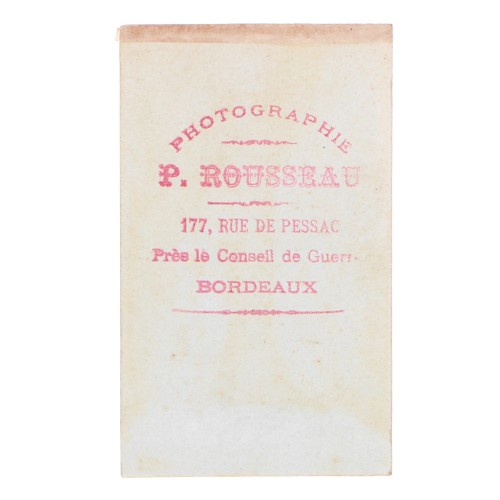 PHOTOGRAPHIE
P. ROUSSEAU
177, RUE DE PESSAC
Près le Conseil de Guerr
BORDEAUX